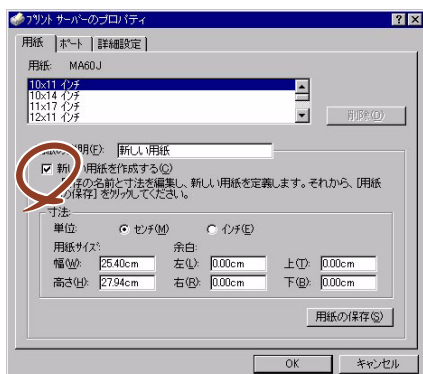 プリント サーバーのプロパティ
用紙 ポート 詳細設定
用紙: MA60J
10x11 インチ
10x14 インチ
11x17 インチ
12x11 インチ
削除(D)
説明(F): 新しい用紙
新しい用紙を作成する(C)
存の名前と寸法を編集し、新しい用紙を定義します。それから、[用紙
の保存] をクリックしてください。
寸法:
単位: センチ(M) インチ(E)
用紙サイズ: 余白:
幅(W): 25.40cm 左(L): 0.00cm 上(T): 0.00cm
高さ(H): 27.94cm 右(R): 0.00cm 下(B): 0.00cm
用紙の保存(S)
OK キャンセル